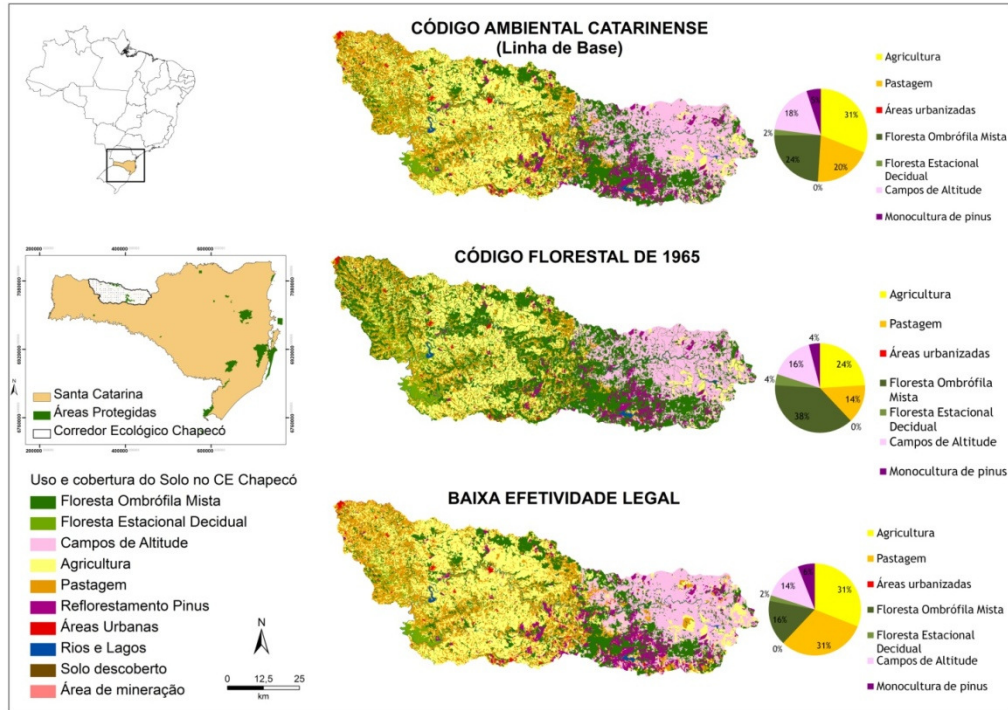 CÓDIGO AMBIENTAL CATARINENSE
(Linha de Base)
Agricultura
Pastagem
Áreas urbanizadas
Floresta Ombrófila Mista
Floresta Estacional
Decidual
Campos de Altitude
Monocultura de pinus
18%
31%
2%
24%
20%
0%
CÓDIGO FLORESTAL DE 1965
Agricultura
Pastagem
Áreas urbanizadas
Floresta Ombrófila
Mista
Floresta Estacional
Decidual
Campos de Altitude
Monocultura de pinus
4%
16%
24%
4%
14%
38%
0%
200000
400000
600000
N
Santa Catarina
Áreas Protegidas
Corredor Ecológico Chapecó
200000
400000
600000
Uso e cobertura do Solo no CE Chapecó
Floresta Ombrófila Mista
Floresta Estacional Decidual
Campos de Altitude
Agricultura
Pastagem
Reflorestamento Pinus
Áreas Urbanas
Rios e Lagos
Solo descoberto
Área de mineração
N
0 12,5 25
km
BAIXA EFETIVIDADE LEGAL
Agricultura
Pastagem
Áreas urbanizadas
Floresta Ombrófila Mista
Floresta Estacional
Decidual
Campos de Altitude
Monocultura de pinus
14%
31%
2%
16%
0%
31%